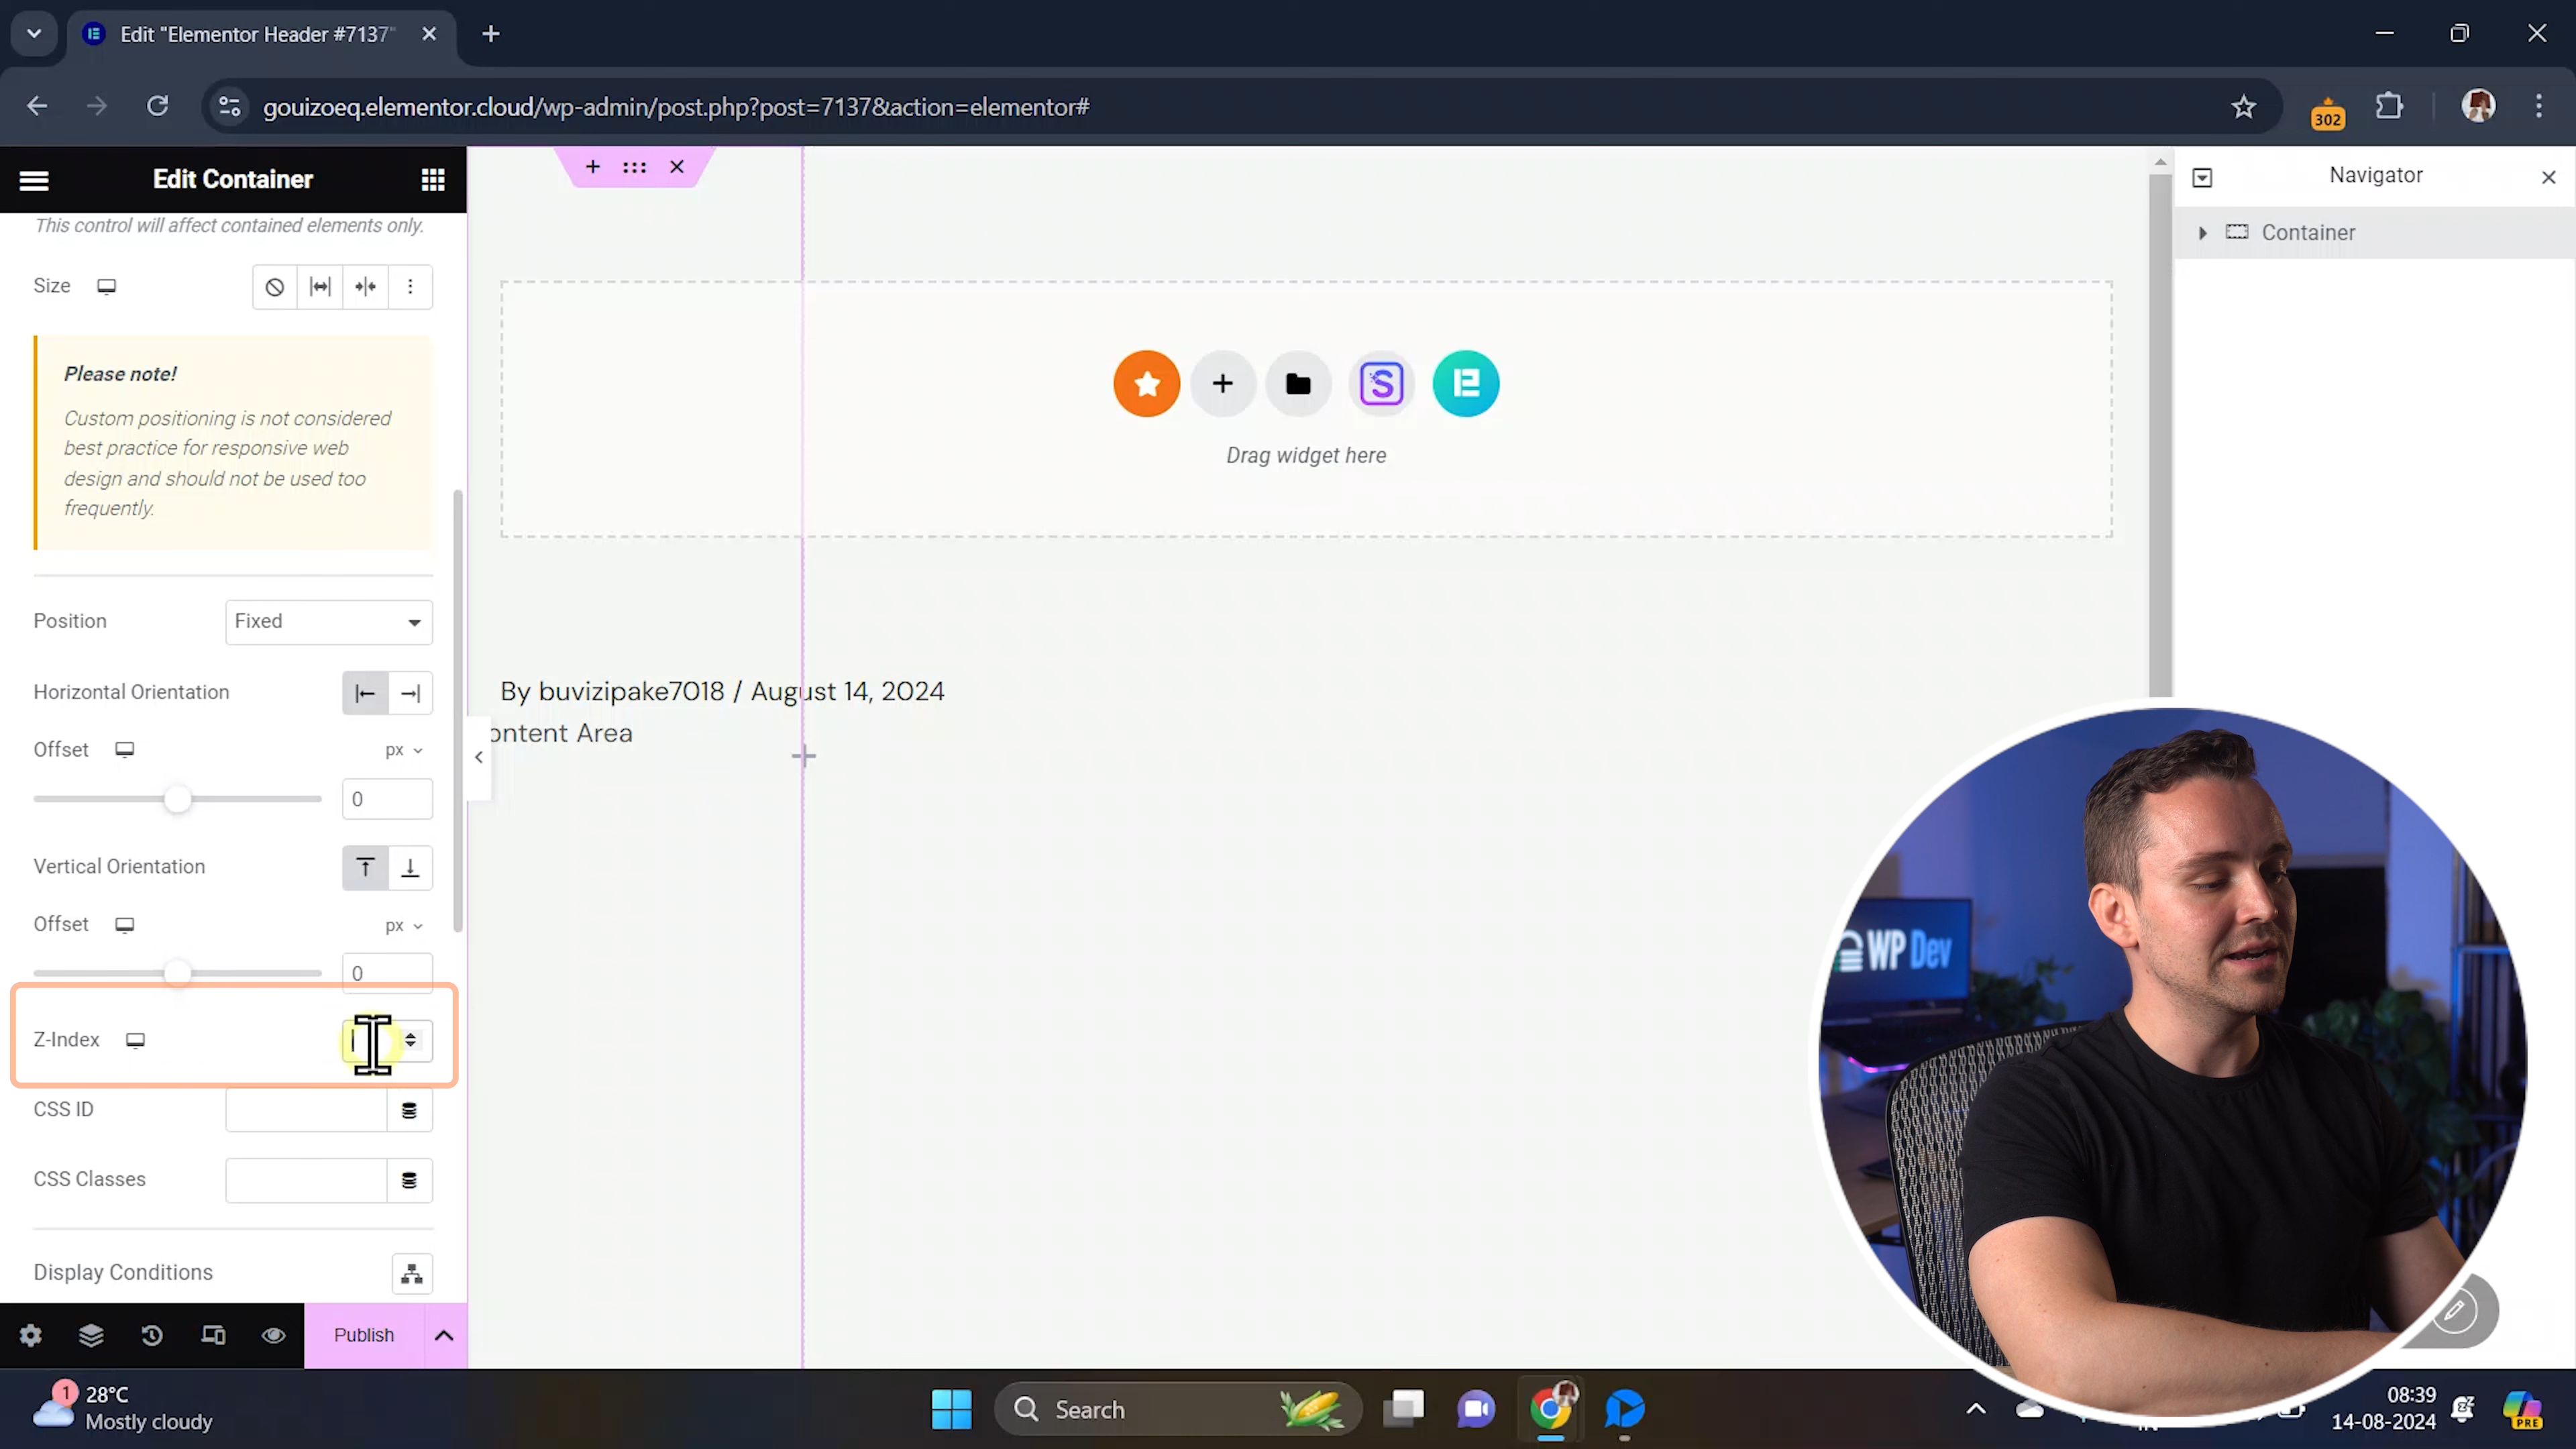 Edit "Elementor Header #7137"
gouizoeq.elementor.cloud/wp-admin/post.php?post=7137&action=elementor#
302
Edit Container
This control will affect contained elements only.
Size
Please note!
Custom positioning is not considered
best practice for responsive web
design and should not be used too
frequently.
Position
Fixed
Horizontal Orientation
Offset
px
0
Vertical Orientation
Offset
px
0
Z-Index
CSS ID
CSS Classes
Display Conditions
Publish
Drag widget here
By buvizipake7018 / August 14, 2024
ontent Area
Navigator
Container
WP Dev
1
28°C
Mostly cloudy
Search
08:39
14-08-2024
PRE